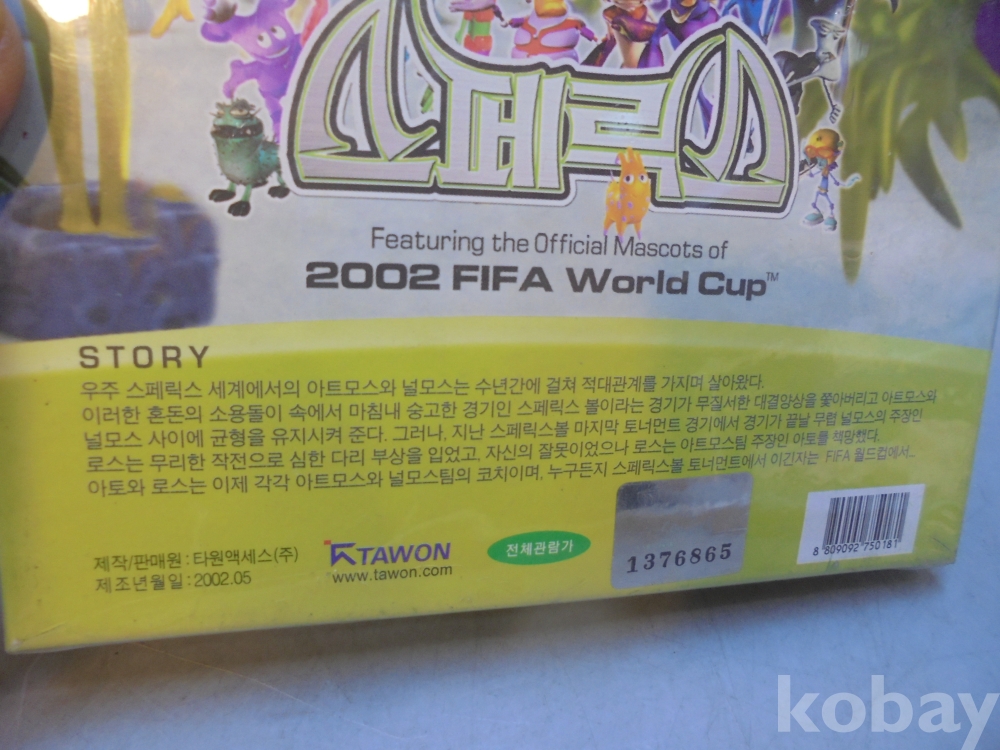 스페릭스
Featuring the Official Mascots of
2002 FIFA World Cup™
STORY
우주 스페릭스 세계에서의 아트모스와 널모스는 수년간에 걸쳐 적대관계를 가지며 살아왔다.
이러한 혼돈의 소용돌이 속에서 마침내 숭고한 경기인 스페릭스 볼이라는 경기가 무질서한 대결양상을 쫓아버리고 아트모스와
널모스 사이에 균형을 유지시켜 준다. 그러나, 지난 스페릭스볼 마지막 토너먼트 경기에서 경기가 끝날 무렵 널모스의 주장인
로스는 무리한 작전으로 심한 다리 부상을 입었고, 자신의 잘못이었으나 로스는 아트모스팀 주장인 아토를 책망했다.
아토와 로스는 이제 각각 아트모스와 널모스팀의 코치이며, 누구든지 스페릭스볼 토너먼트에서 이긴자는 FIFA 월드컵에서...
제작/판매원 : 타원액세스(주)
제조년월일 : 2002.05
TAWON
www.tawon.com
전체관람가
1376865
8 809092 750181
kobay